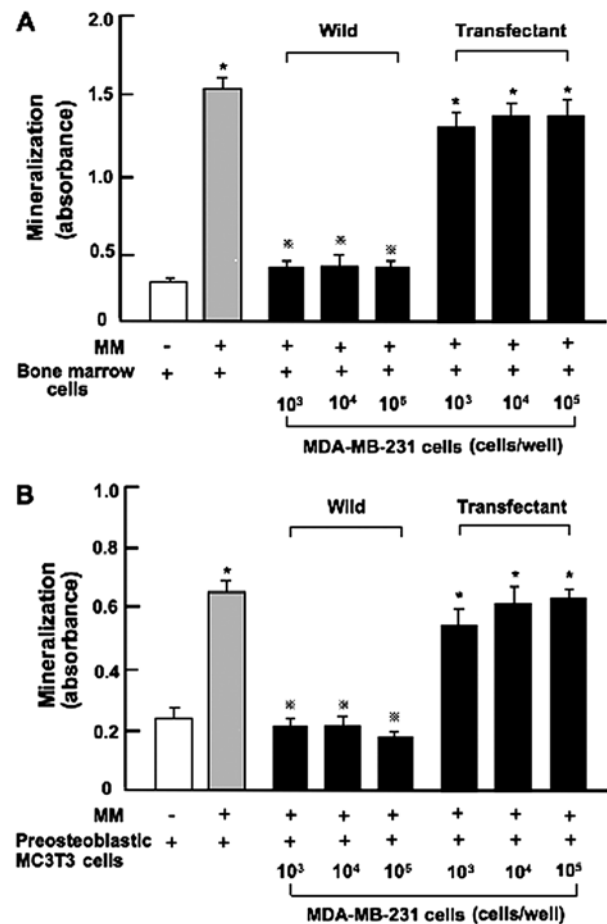 A
2.0
1.5
1.0
0.5
0
Mineralization
(absorbance)
Wild
Transfectant
*
※ ※ ※
* * *
MM - + + + + + + +
Bone marrow cells + + + + + + + +
10³ 10⁴ 10⁵ 10³ 10⁴ 10⁵
MDA-MB-231 cells (cells/well)
B
1.0
0.8
0.6
0.4
0.2
0
Mineralization
(absorbance)
Wild
Transfectant
*
※ ※ ※
* * *
MM - + + + + + + +
Preosteoblastic + + + + + + + +
MC3T3 cells
10³ 10⁴ 10⁵ 10³ 10⁴ 10⁵
MDA-MB-231 cells (cells/well)